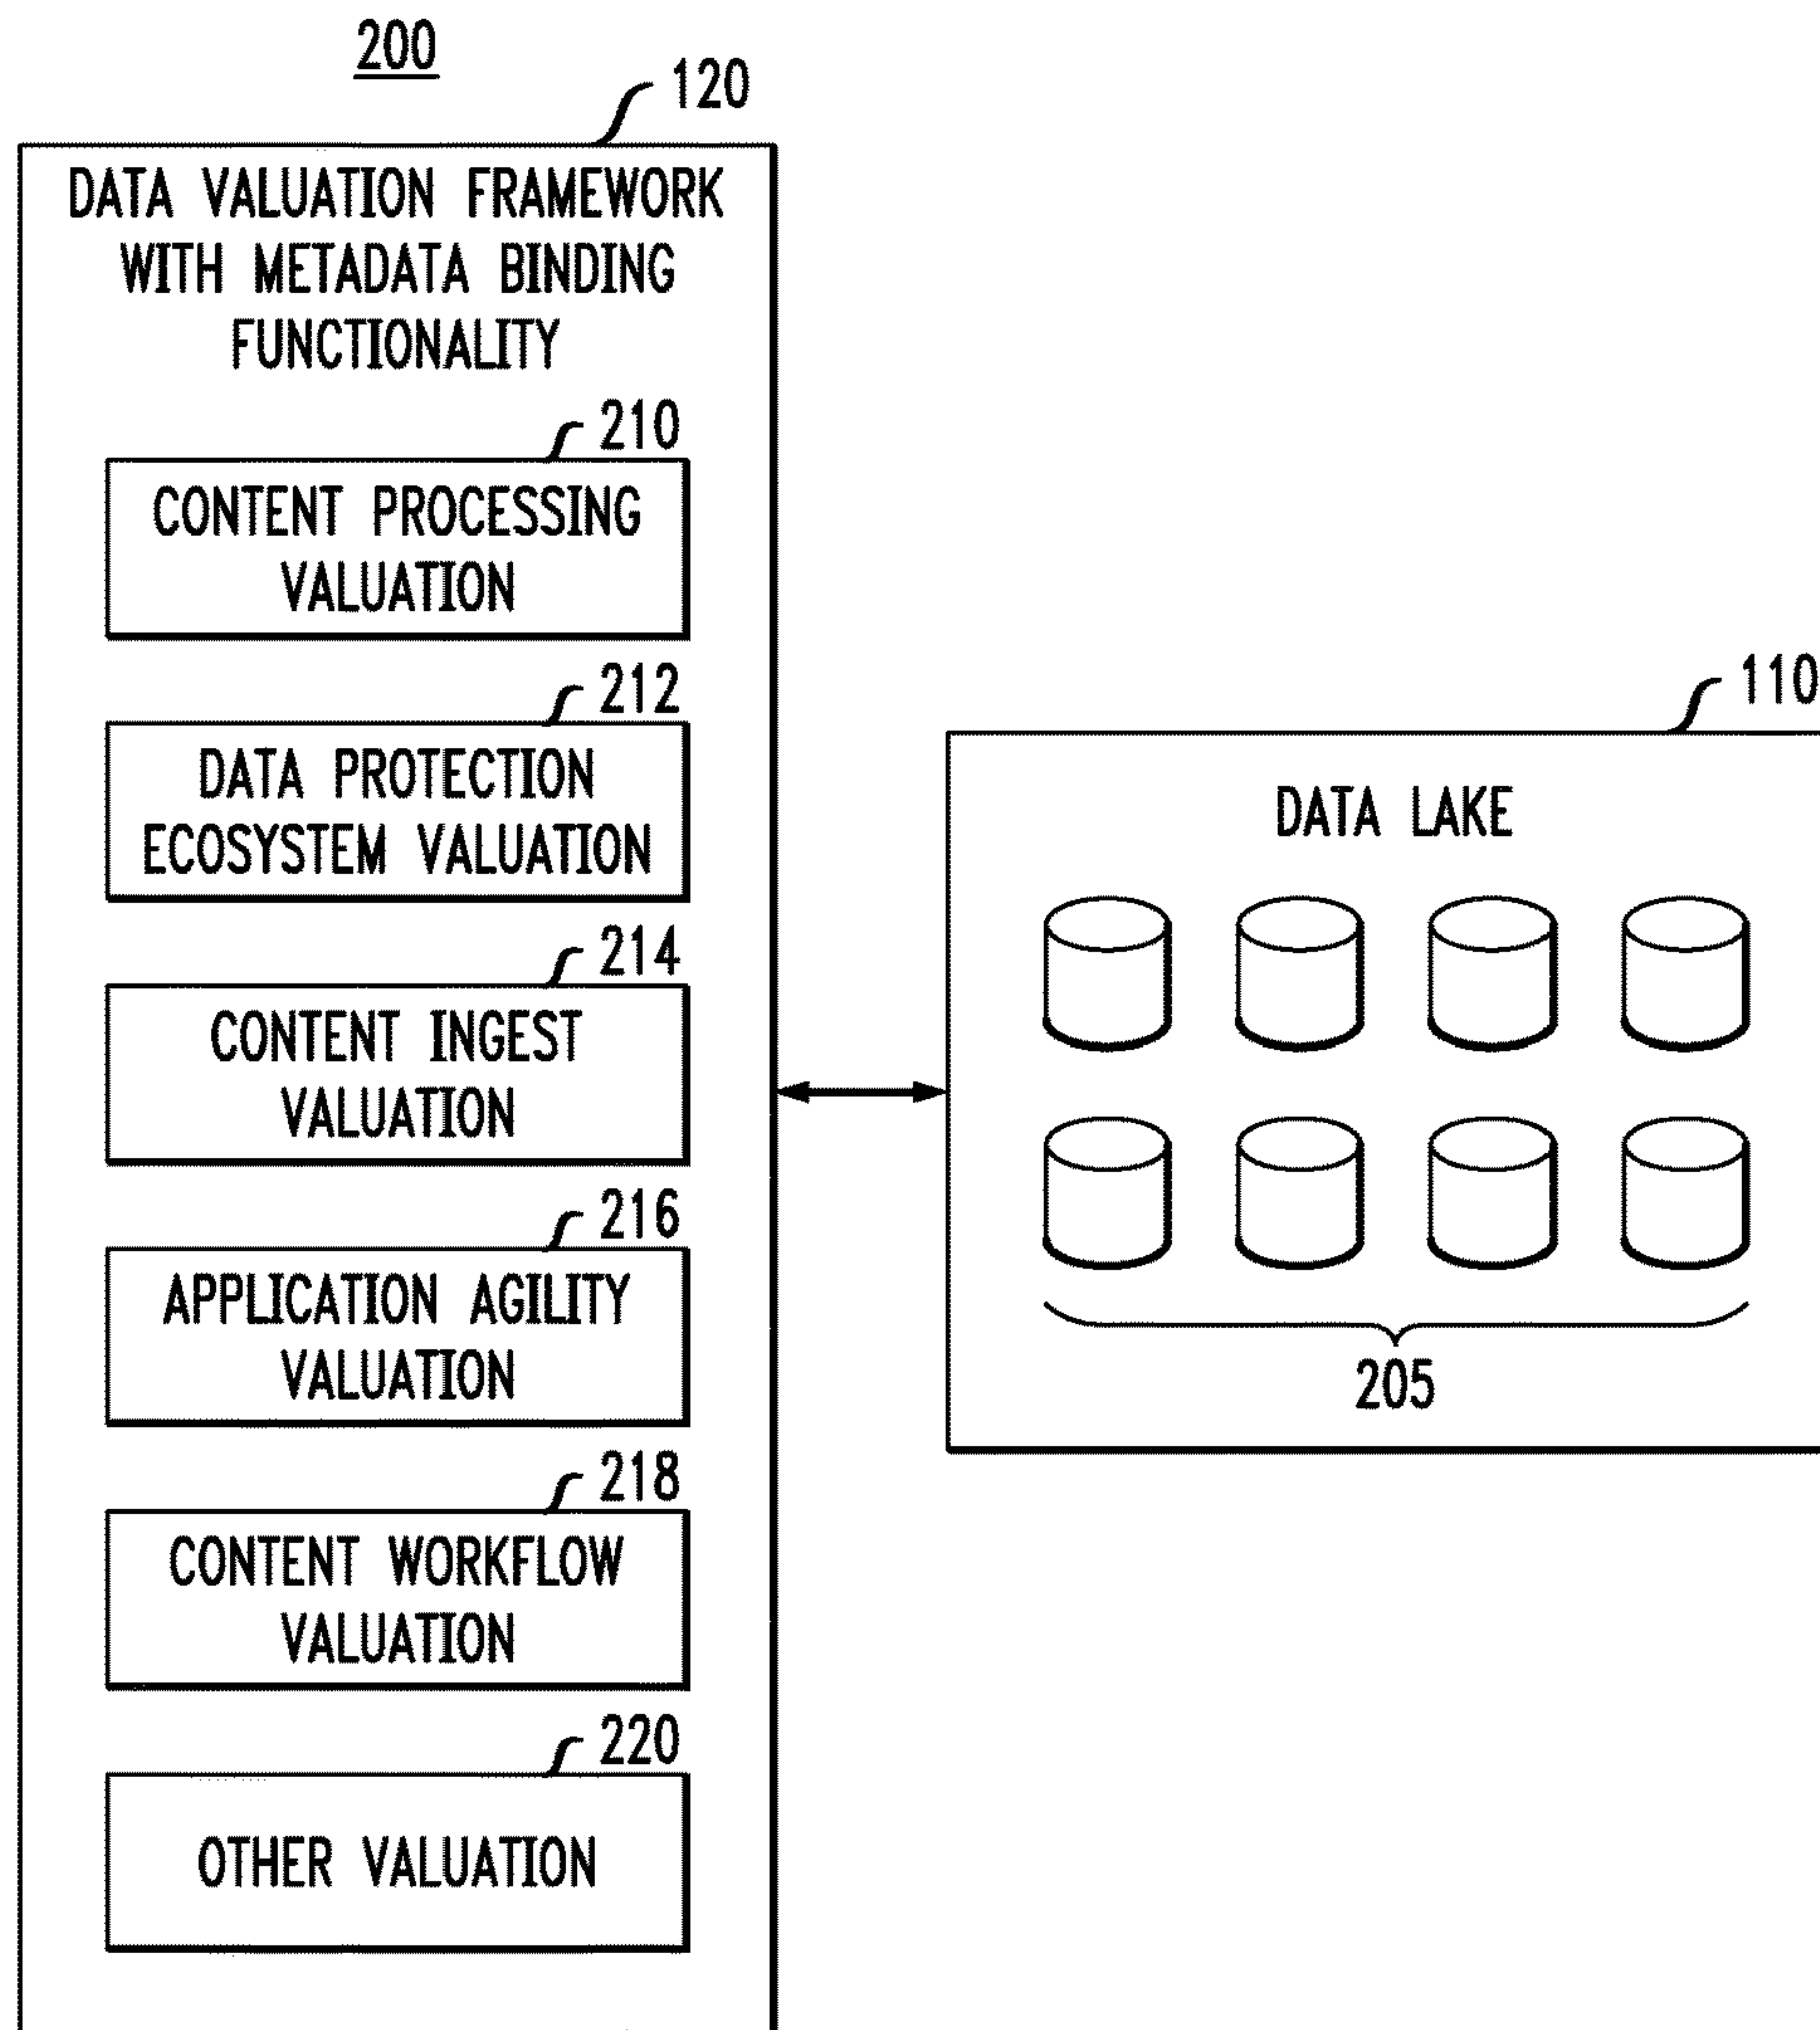 200
120
DATA VALUATION FRAMEWORK
WITH METADATA BINDING
FUNCTIONALITY
210
CONTENT PROCESSING
VALUATION
212
DATA PROTECTION
ECOSYSTEM VALUATION
214
CONTENT INGEST
VALUATION
216
APPLICATION AGILITY
VALUATION
218
CONTENT WORKFLOW
VALUATION
220
OTHER VALUATION
110
DATA LAKE
205